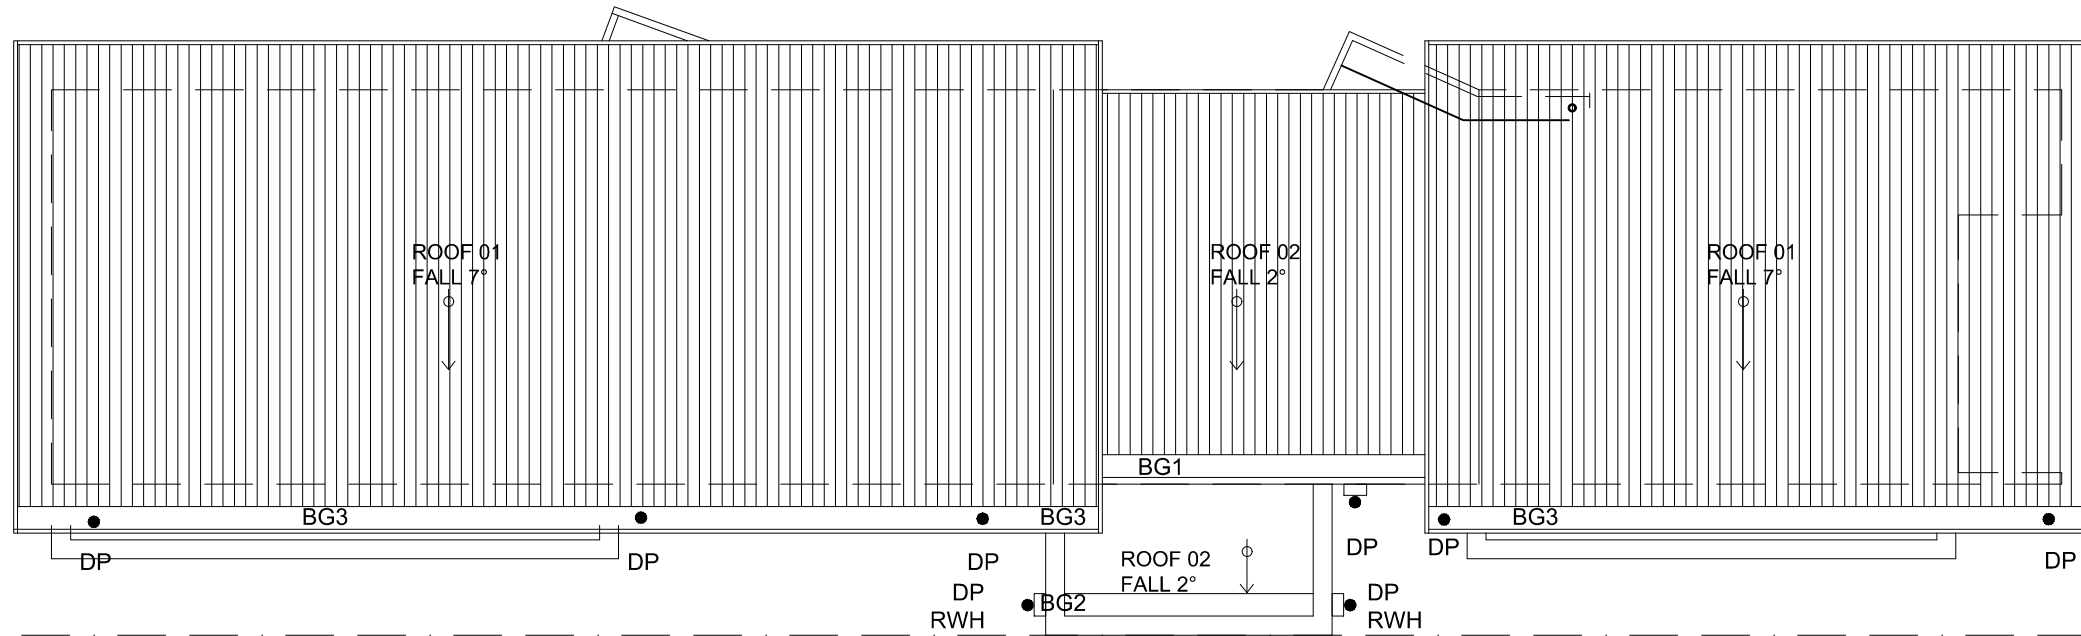 ROOF 01
FALL 7°
ROOF 02
FALL 2°
ROOF 01
FALL 7°
BG1
BG3
BG3
BG3
DP
DP
DP
DP
DP
DP
ROOF 02
FALL 2°
DP
RWH
BG2
DP
RWH